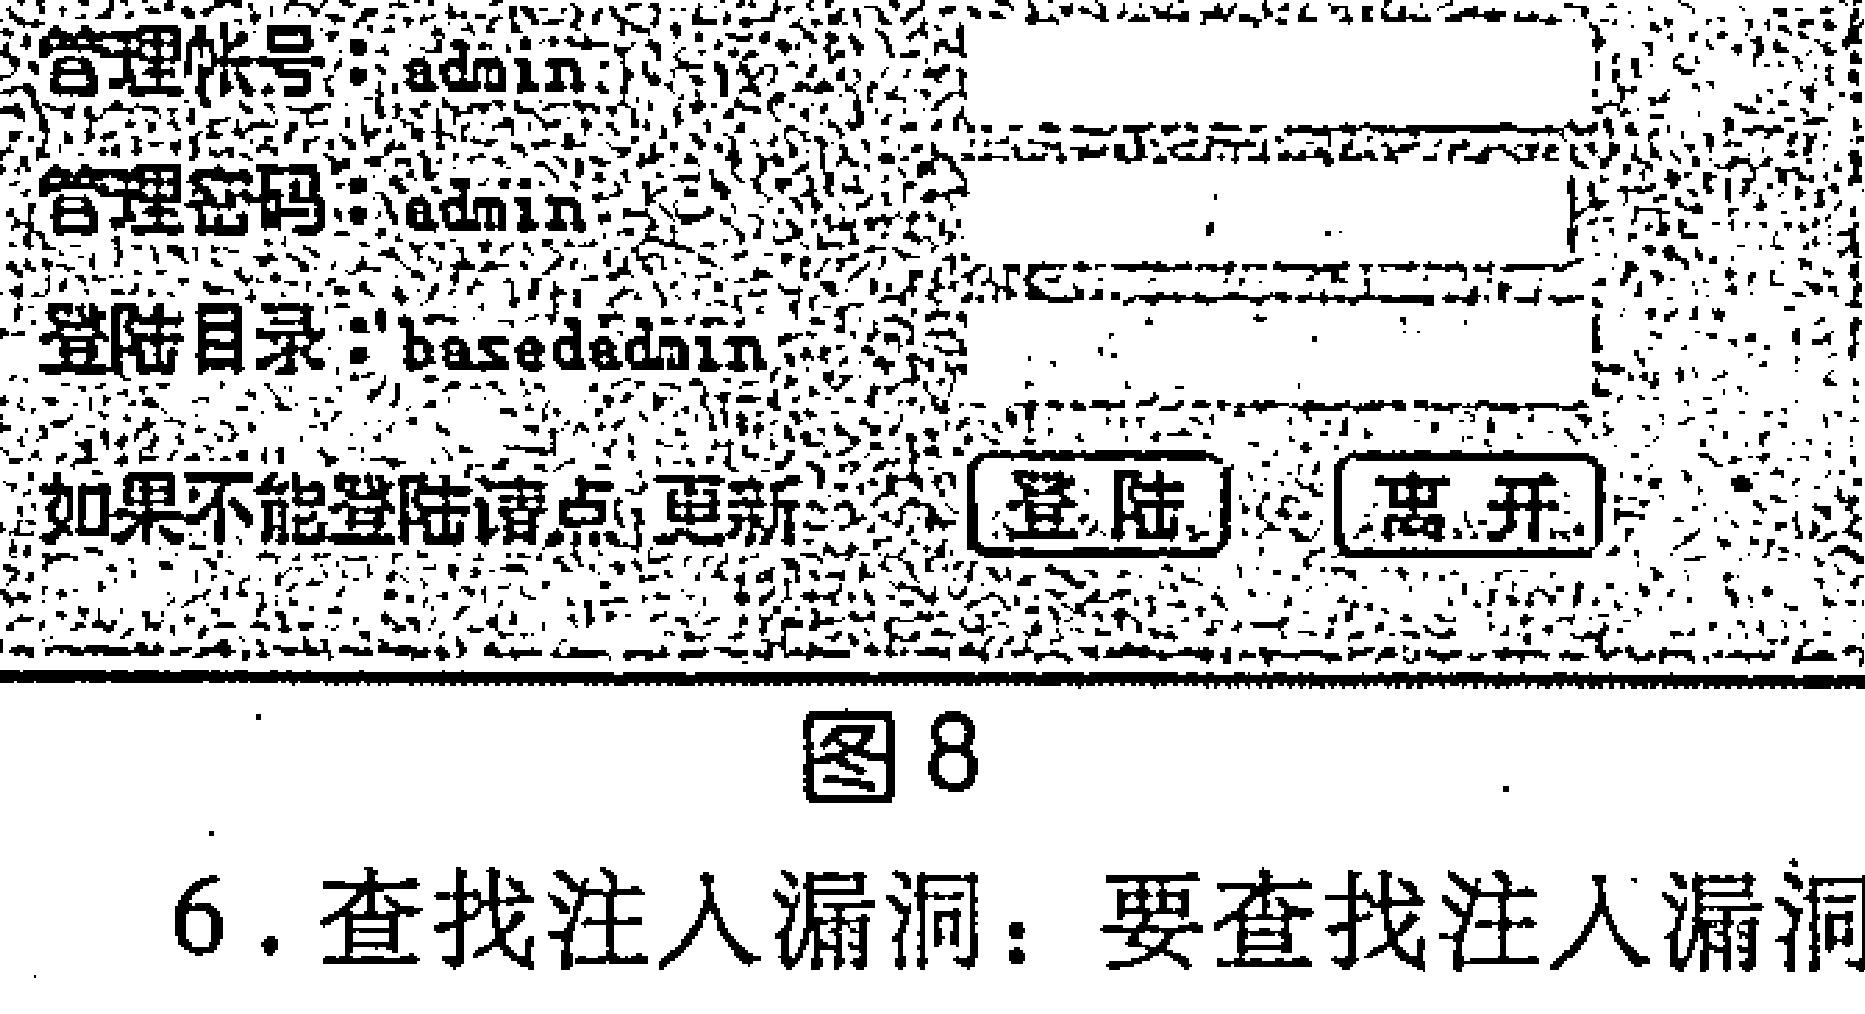 管理帐号：admin
管理密码：admin
登陆目录：basedadmin
如果不能登陆请点 更新 登 陆 离 开
图 8
6．查找注入漏洞：要查找注入漏洞